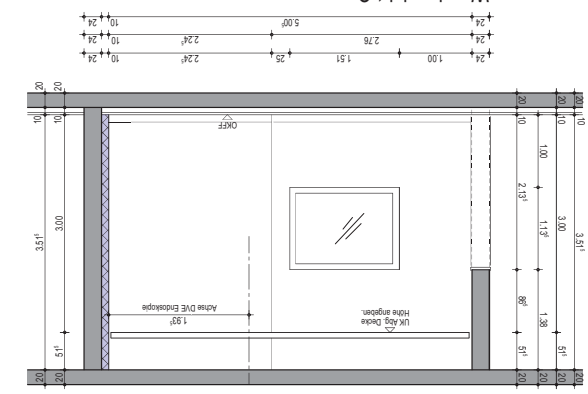 UK Abg. Decke
Höhe angeben.
1.93⁵
Achse DVE Endoskopie
OKFF
20 3.51⁵ 10 20
20 51⁵ 3.00 20
1.38 1.13⁵ 1.00
20 51⁵ 86⁵ 2.13⁵ 10 20
20 51⁵ 3.00 10 20
20 3.51⁵ 10 20
24 1.00 1.51 25 2.24⁵ 10 24
24 2.76 2.24⁵ 10 24
24 5.00⁵ 10 24